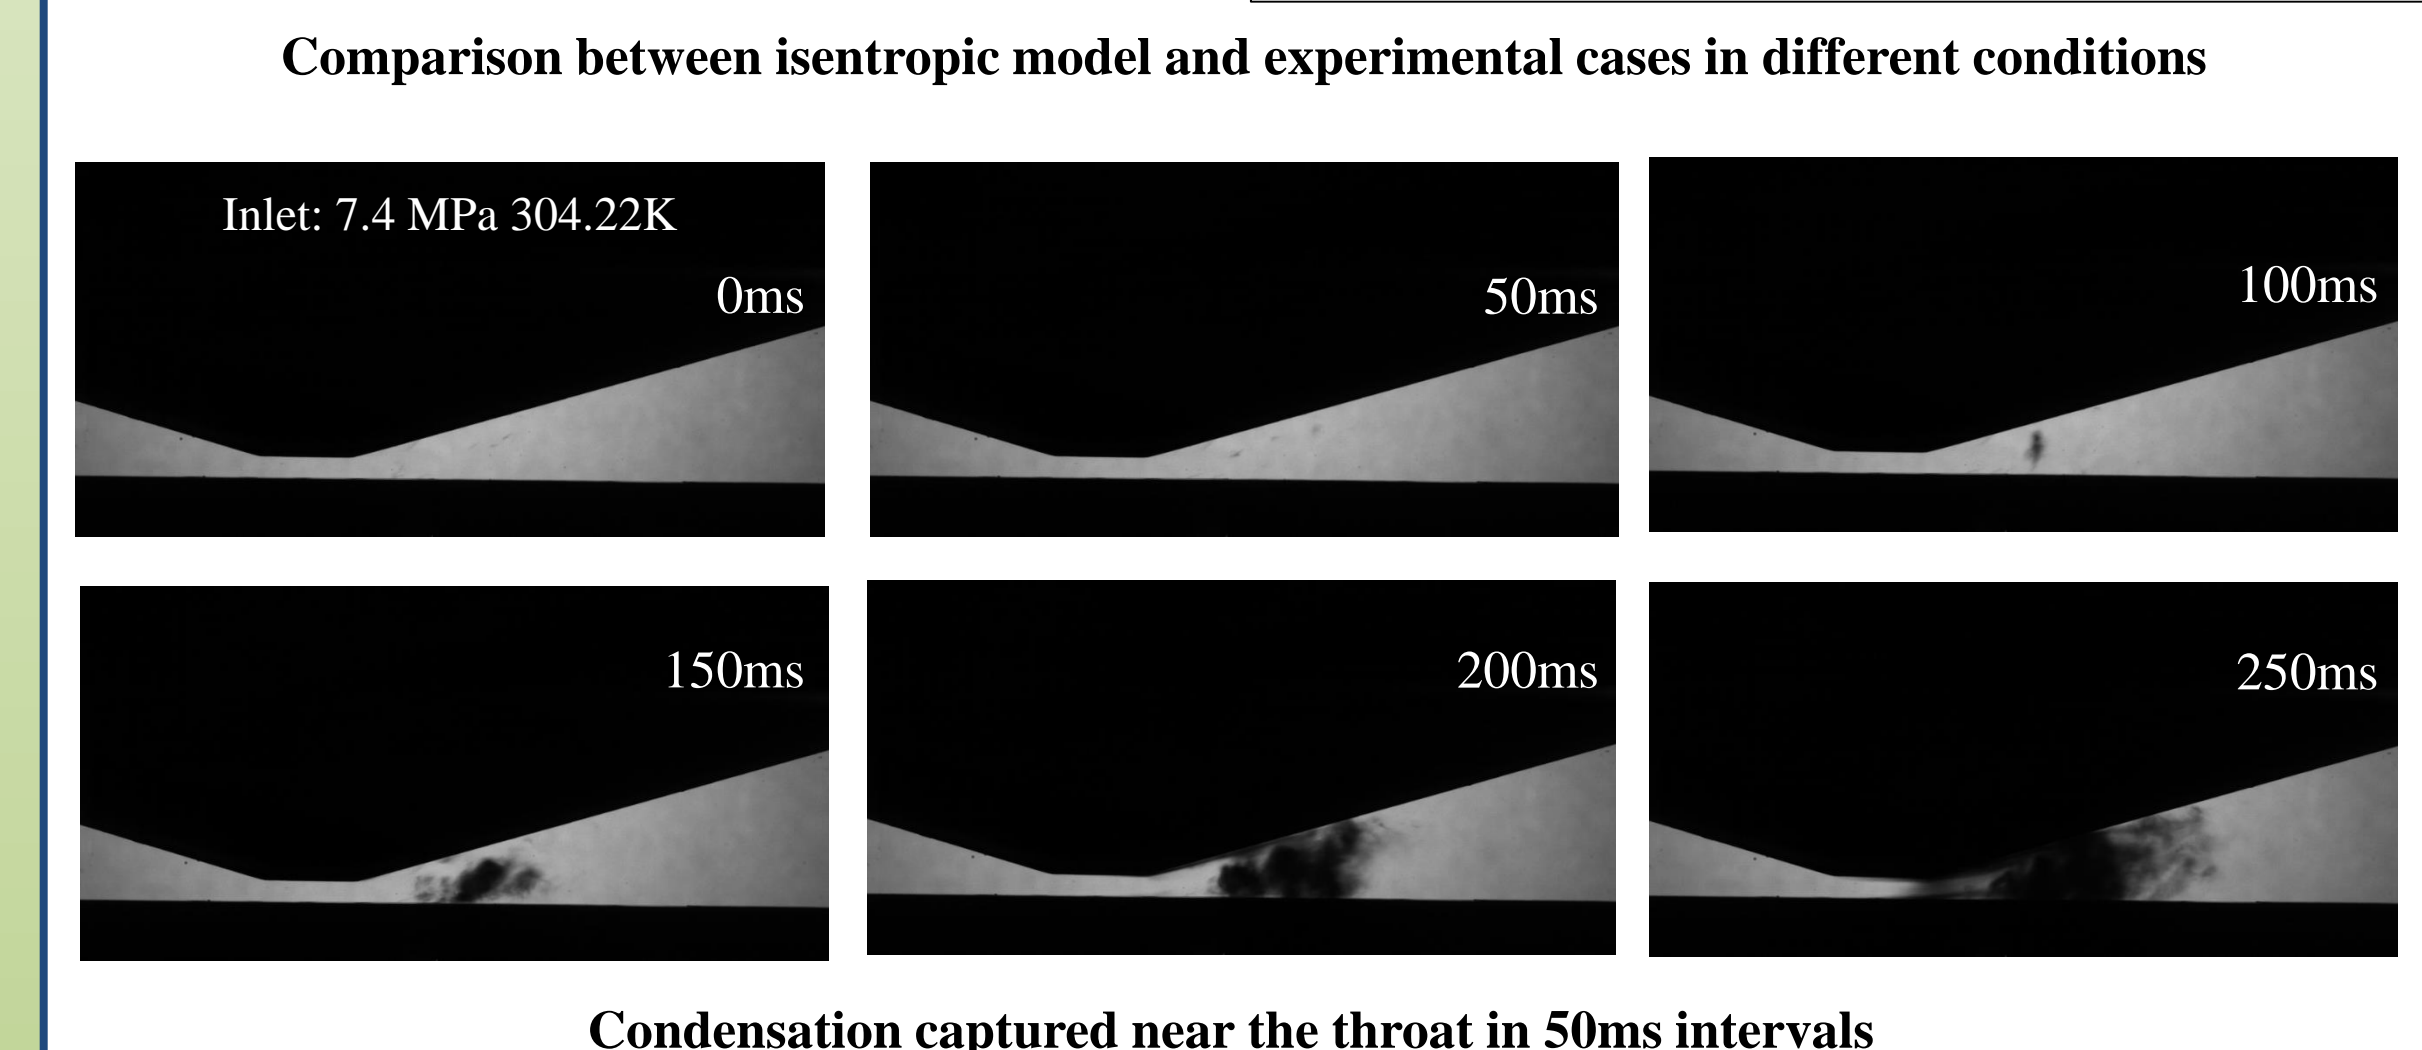 Comparison between isentropic model and experimental cases in different conditions
Inlet: 7.4 MPa 304.22K
0ms
50ms
100ms
150ms
200ms
250ms
Condensation captured near the throat in 50ms intervals